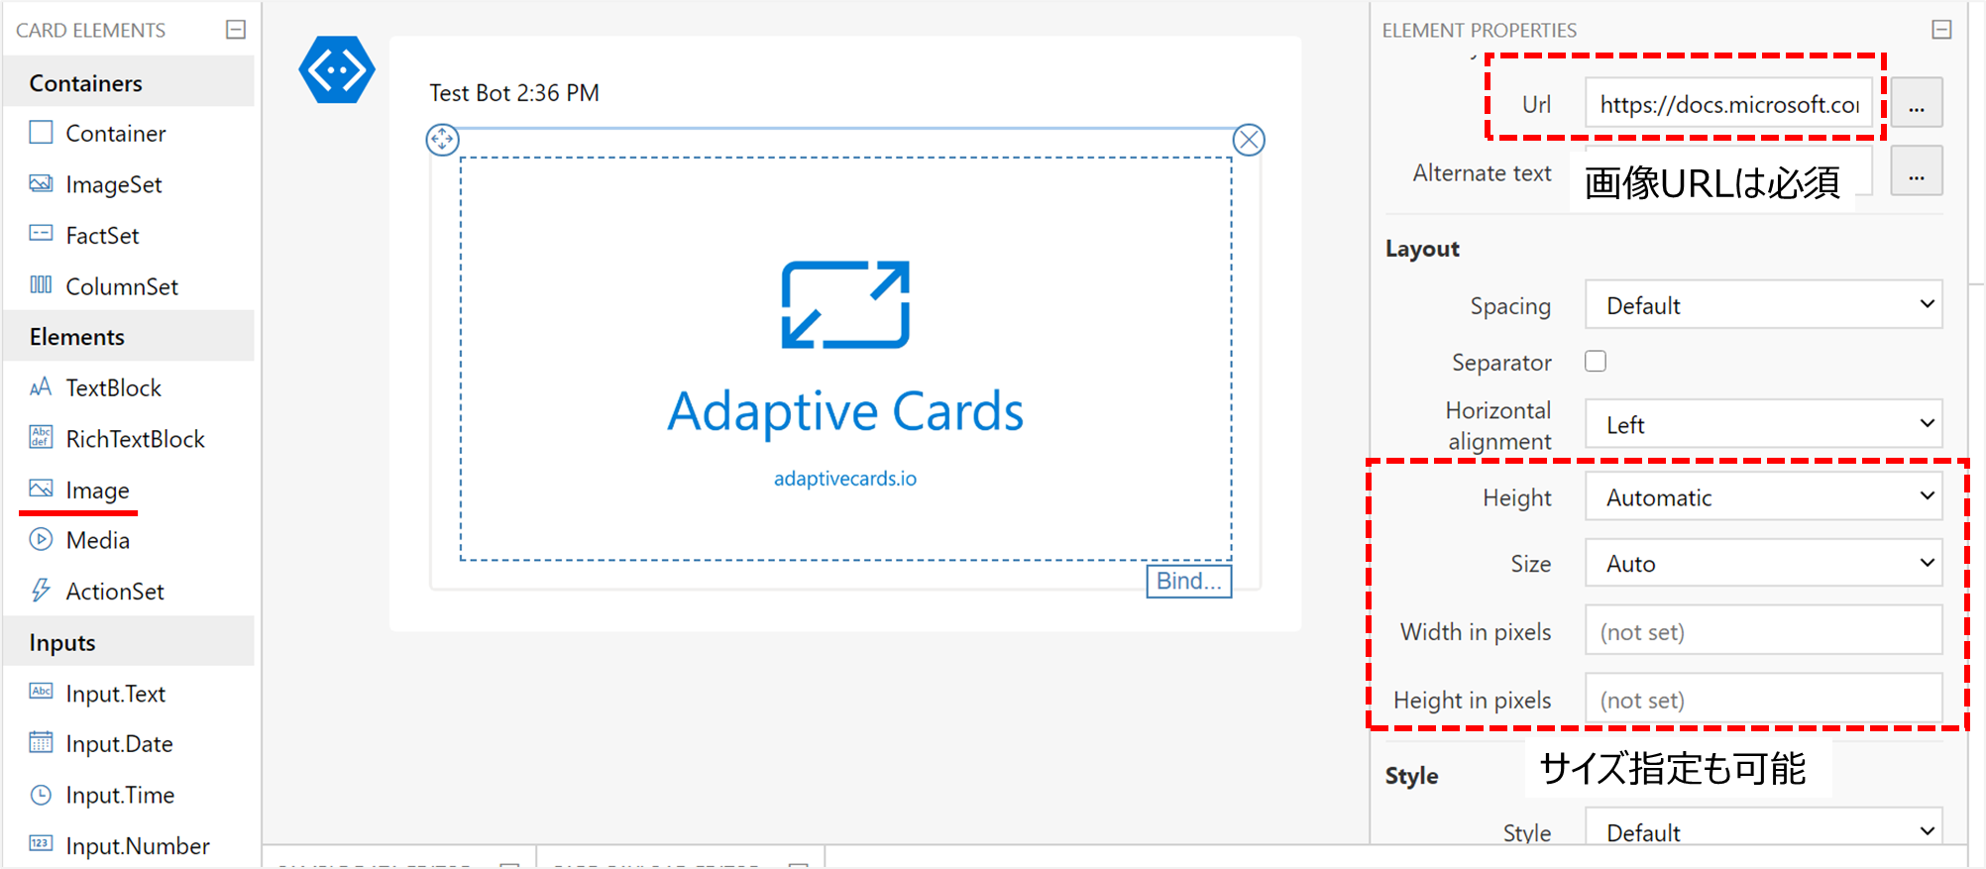 CARD ELEMENTS
Containers
Container
ImageSet
FactSet
ColumnSet
Elements
TextBlock
RichTextBlock
Image
Media
ActionSet
Inputs
Input.Text
Input.Date
Input.Time
Input.Number
Test Bot 2:36 PM
Adaptive Cards
adaptivecards.io
Bind...
ELEMENT PROPERTIES
Url https://docs.microsoft.co
...
Alternate text
...
画像URLは必須
Layout
Spacing Default
Separator
Horizontal
alignment
Left
Height Automatic
Size Auto
Width in pixels (not set)
Height in pixels (not set)
サイズ指定も可能
Style
Style Default